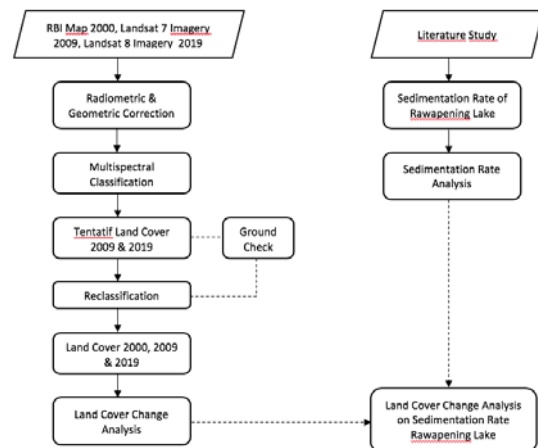 RBI Map 2000, Landsat 7 Imagery
2009, Landsat 8 Imagery 2019
Radiometric &
Geometric Correction
Multispectral
Classification
Tentatif Land Cover
2009 & 2019
Ground
Check
Reclassification
Land Cover 2000, 2009
& 2019
Land Cover Change
Analysis
Literature Study
Sedimentation Rate of
Rawapening Lake
Sedimentation Rate
Analysis
Land Cover Change Analysis
on Sedimentation Rate
Rawapening Lake